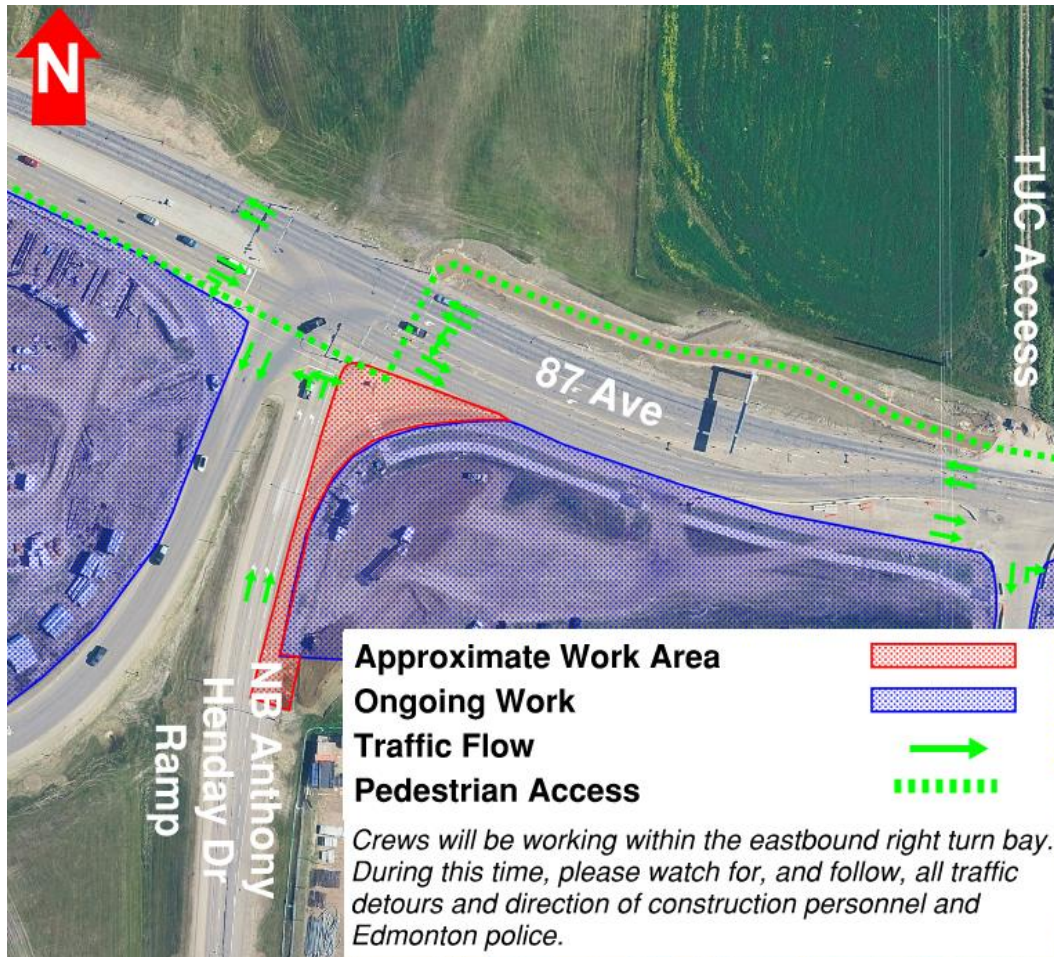 N
TUC Access
87 Ave
NB Anthony
Henday Dr
Ramp
Approximate Work Area
Ongoing Work
Traffic Flow
Pedestrian Access
Crews will be working within the eastbound right turn bay.
During this time, please watch for, and follow, all traffic
detours and direction of construction personnel and
Edmonton police.